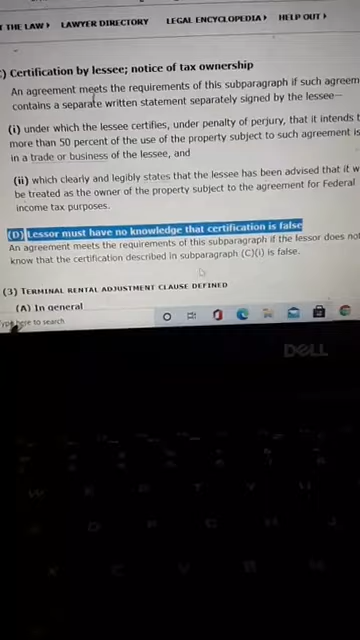 T THE LAW LAWYER DIRECTORY LEGAL ENCYCLOPEDIA HELP OUT
) Certification by lessee; notice of tax ownership
An agreement meets the requirements of this subparagraph if such agreem
contains a separate written statement separately signed by the lessee—
(i) under which the lessee certifies, under penalty of perjury, that it intends t
more than 50 percent of the use of the property subject to such agreement is
in a trade or business of the lessee, and
(ii) which clearly and legibly states that the lessee has been advised that it w
be treated as the owner of the property subject to the agreement for Federal
income tax purposes.
(D) Lessor must have no knowledge that certification is false
An agreement meets the requirements of this subparagraph if the lessor does not
know that the certification described in subparagraph (C)(i) is false.
(3) TERMINAL RENTAL ADJUSTMENT CLAUSE DEFINED
(A) In general
Type here to search
DELL